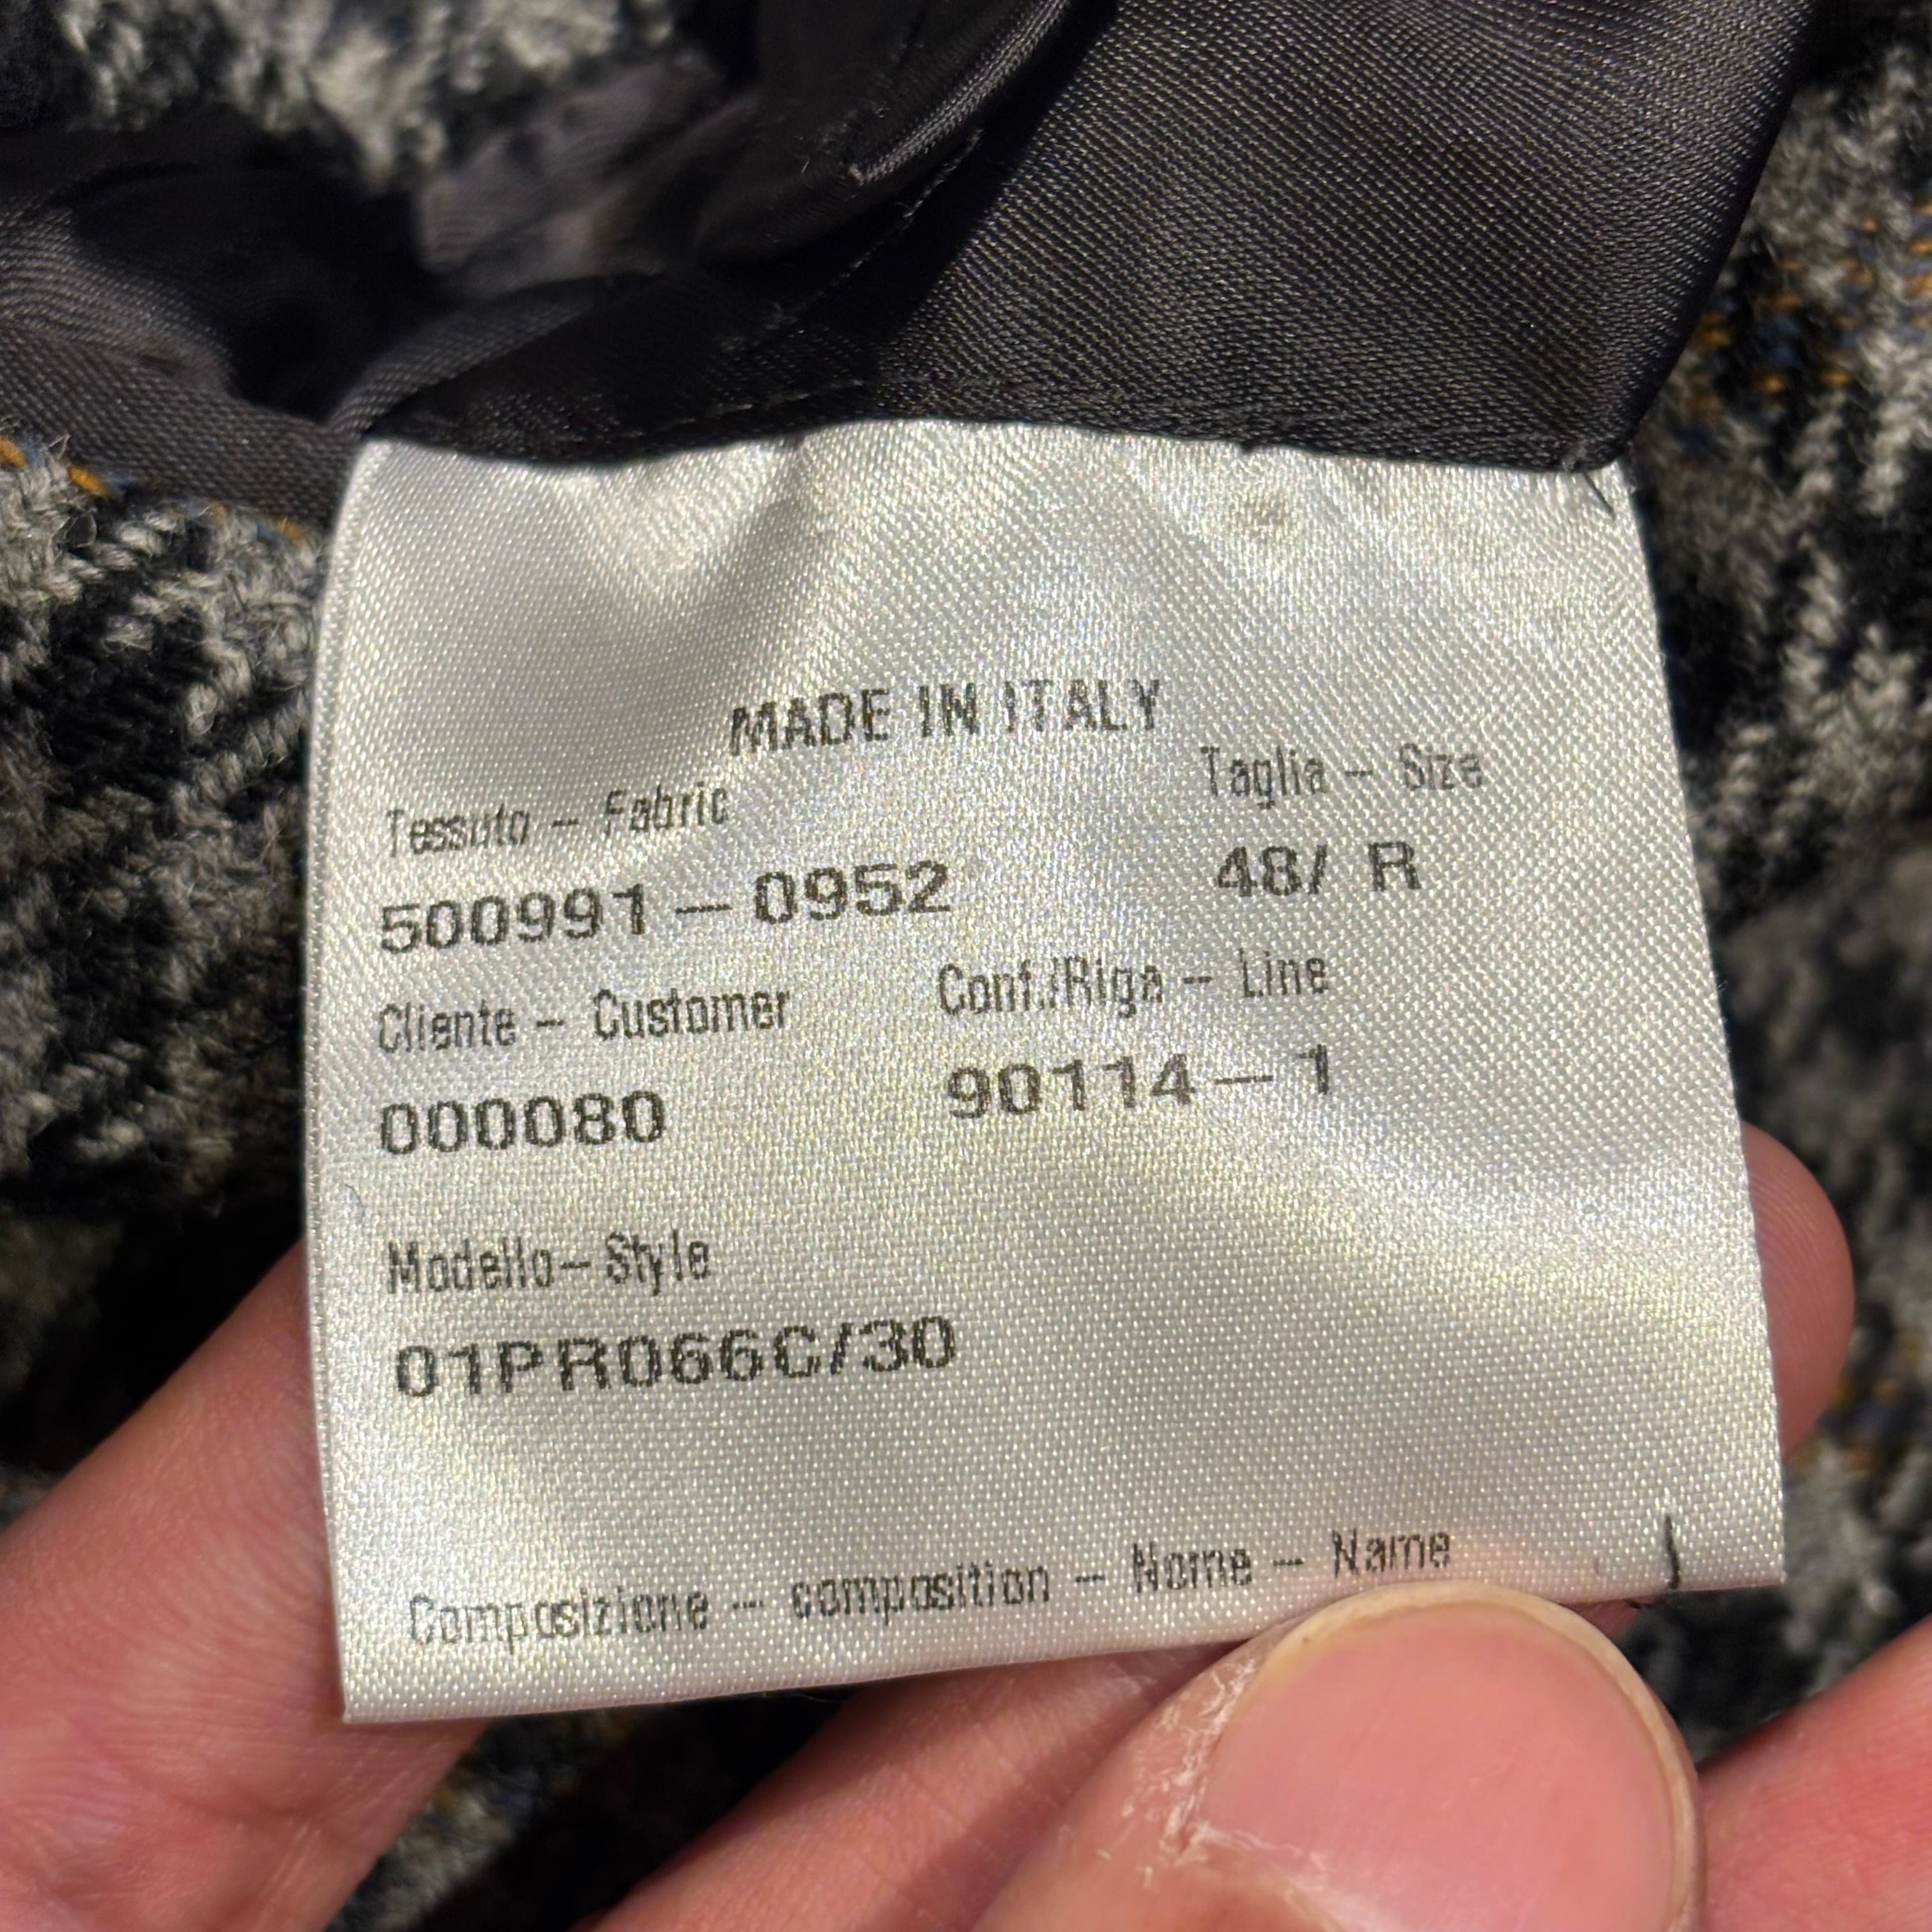 MADE IN ITALY
Tessuto - Fabric Taglia - Size
500991 - 0952 48/ R
Cliente - Customer Conf./Riga - Line
000080 90114 - 1
Modello - Style
01PR066C/30
Composizione - composition - Nome - Name